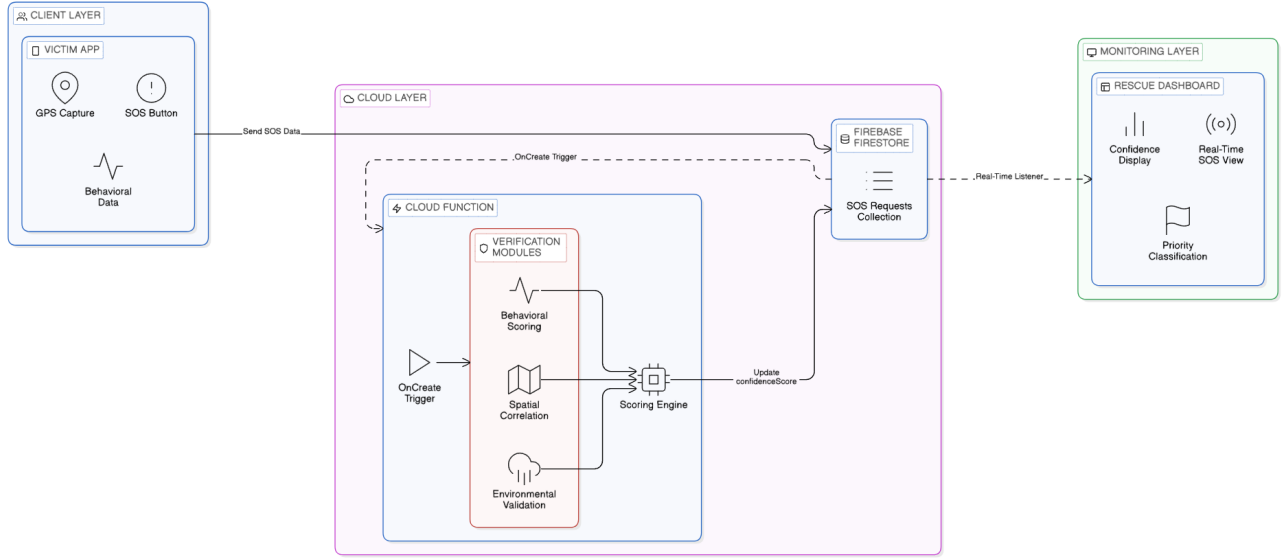 CLIENT LAYER
VICTIM APP
GPS Capture
SOS Button
Behavioral
Data
Send SOS Data
CLOUD LAYER
OnCreate Trigger
FIREBASE
FIRESTORE
SOS Requests
Collection
CLOUD FUNCTION
VERIFICATION
MODULES
Behavioral
Scoring
OnCreate
Trigger
Spatial
Correlation
Scoring Engine
Environmental
Validation
Update
confidenceScore
Real-Time Listener
MONITORING LAYER
RESCUE DASHBOARD
Confidence
Display
Real-Time
SOS View
Priority
Classification